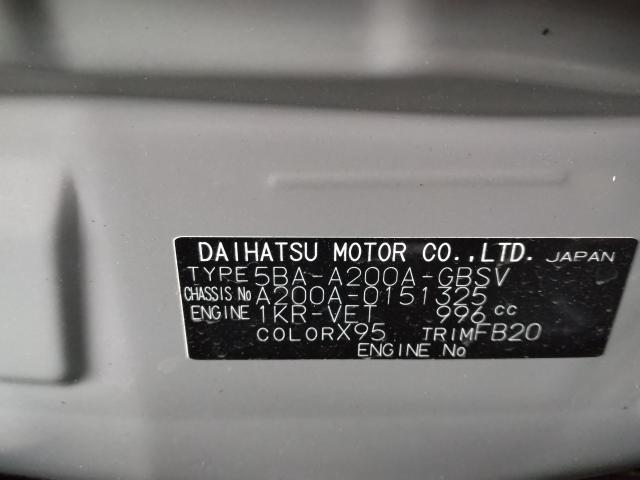 DAIHATSU MOTOR CO.,LTD. JAPAN
TYPE 5BA-A200A-GBSV
CHASSIS No A200A-0151325
ENGINE 1KR-VET 996 cc
COLOR X95 TRIM FB20
ENGINE No